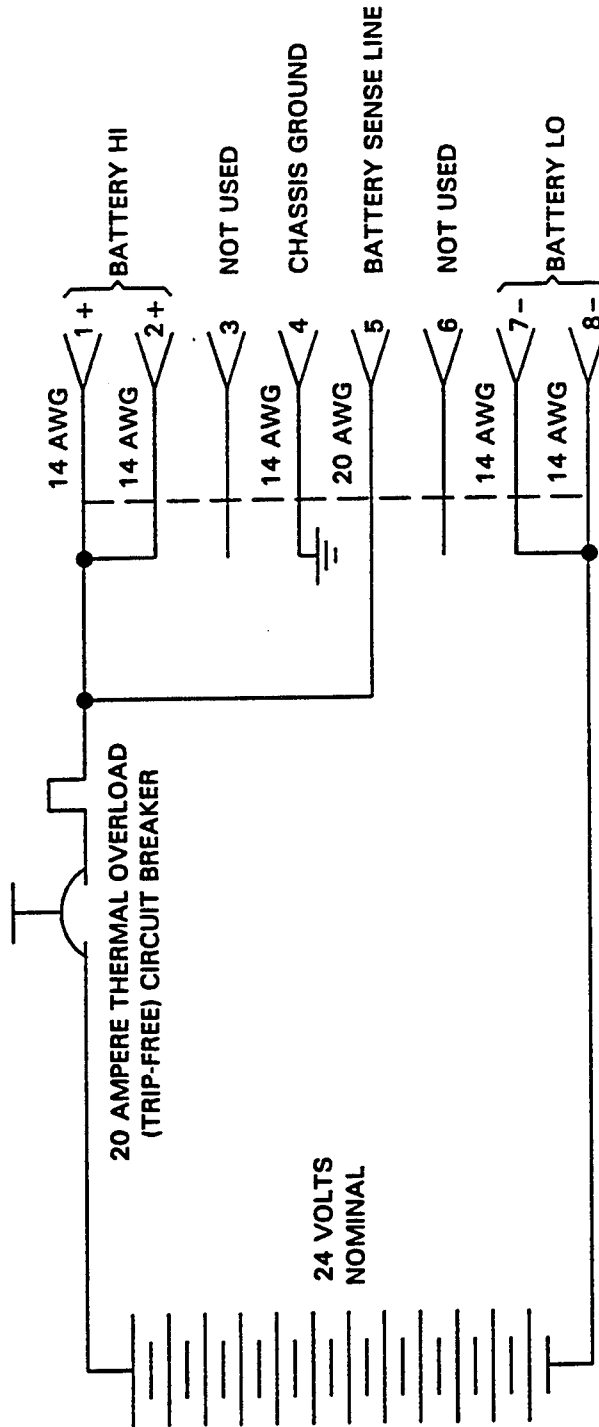 20 AMPERE THERMAL OVERLOAD
(TRIP-FREE) CIRCUIT BREAKER
24 VOLTS
NOMINAL
14 AWG
1+
14 AWG
2+
BATTERY HI
3
NOT USED
14 AWG
4
CHASSIS GROUND
20 AWG
5
BATTERY SENSE LINE
6
NOT USED
14 AWG
7-
14 AWG
8-
BATTERY LO